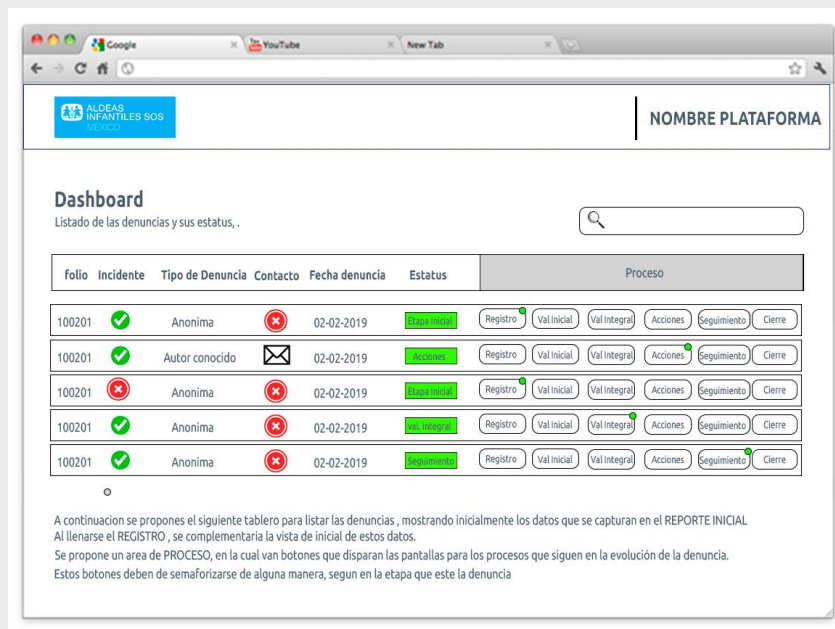 Google
YouTube
New Tab
ALDEAS
INFANTILES SOS
MEXICO
NOMBRE PLATAFORMA
Dashboard
Listado de las denuncias y sus estatus, .
folio Incidente Tipo de Denuncia Contacto Fecha denuncia Estatus Proceso
100201 Anonima 02-02-2019 Etapa Inicial Registro Val Inicial Val Integral Acciones Seguimiento Cierre
100201 Autor conocido 02-02-2019 Acciones Registro Val Inicial Val Integral Acciones Seguimiento Cierre
100201 Anonima 02-02-2019 Etapa Inicial Registro Val Inicial Val Integral Acciones Seguimiento Cierre
100201 Anonima 02-02-2019 val. Integral Registro Val Inicial Val Integral Acciones Seguimiento Cierre
100201 Anonima 02-02-2019 Seguimiento Registro Val Inicial Val Integral Acciones Seguimiento Cierre
A continuacion se propones el siguiente tablero para listar las denuncias , mostrando inicialmente los datos que se capturan en el REPORTE INICIAL
Al llenarse el REGISTRO , se complementaria la vista de inicial de estos datos.
Se propone un area de PROCESO, en la cual van botones que disparan las pantallas para los procesos que siguen en la evolución de la denuncia.
Estos botones deben de semaforizarse de alguna manera, segun en la etapa que este la denuncia